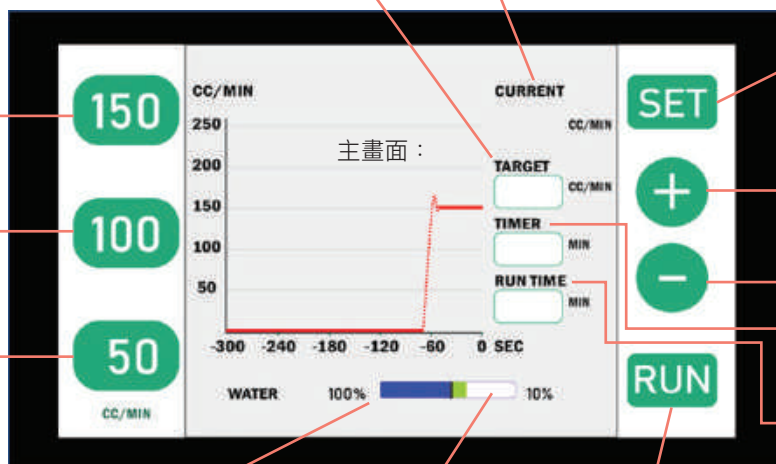 150
100
50
CC/MIN
CC/MIN
250
200
150
100
50
-300 -240 -180 -120 -60 0 SEC
主畫面：
WATER 100% 10%
CURRENT
CC/MIN
TARGET
CC/MIN
TIMER
MIN
RUN TIME
MIN
SET
+
-
RUN